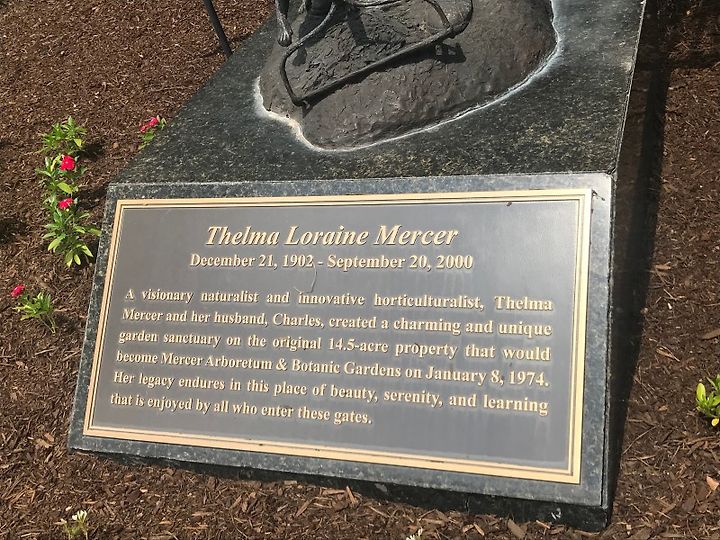 Thelma Loraine Mercer
December 21, 1902 - September 20, 2000
A visionary naturalist and innovative horticulturalist, Thelma
Mercer and her husband, Charles, created a charming and unique
garden sanctuary on the original 14.5-acre property that would
become Mercer Arboretum & Botanic Gardens on January 8, 1974.
Her legacy endures in this place of beauty, serenity, and learning
that is enjoyed by all who enter these gates.